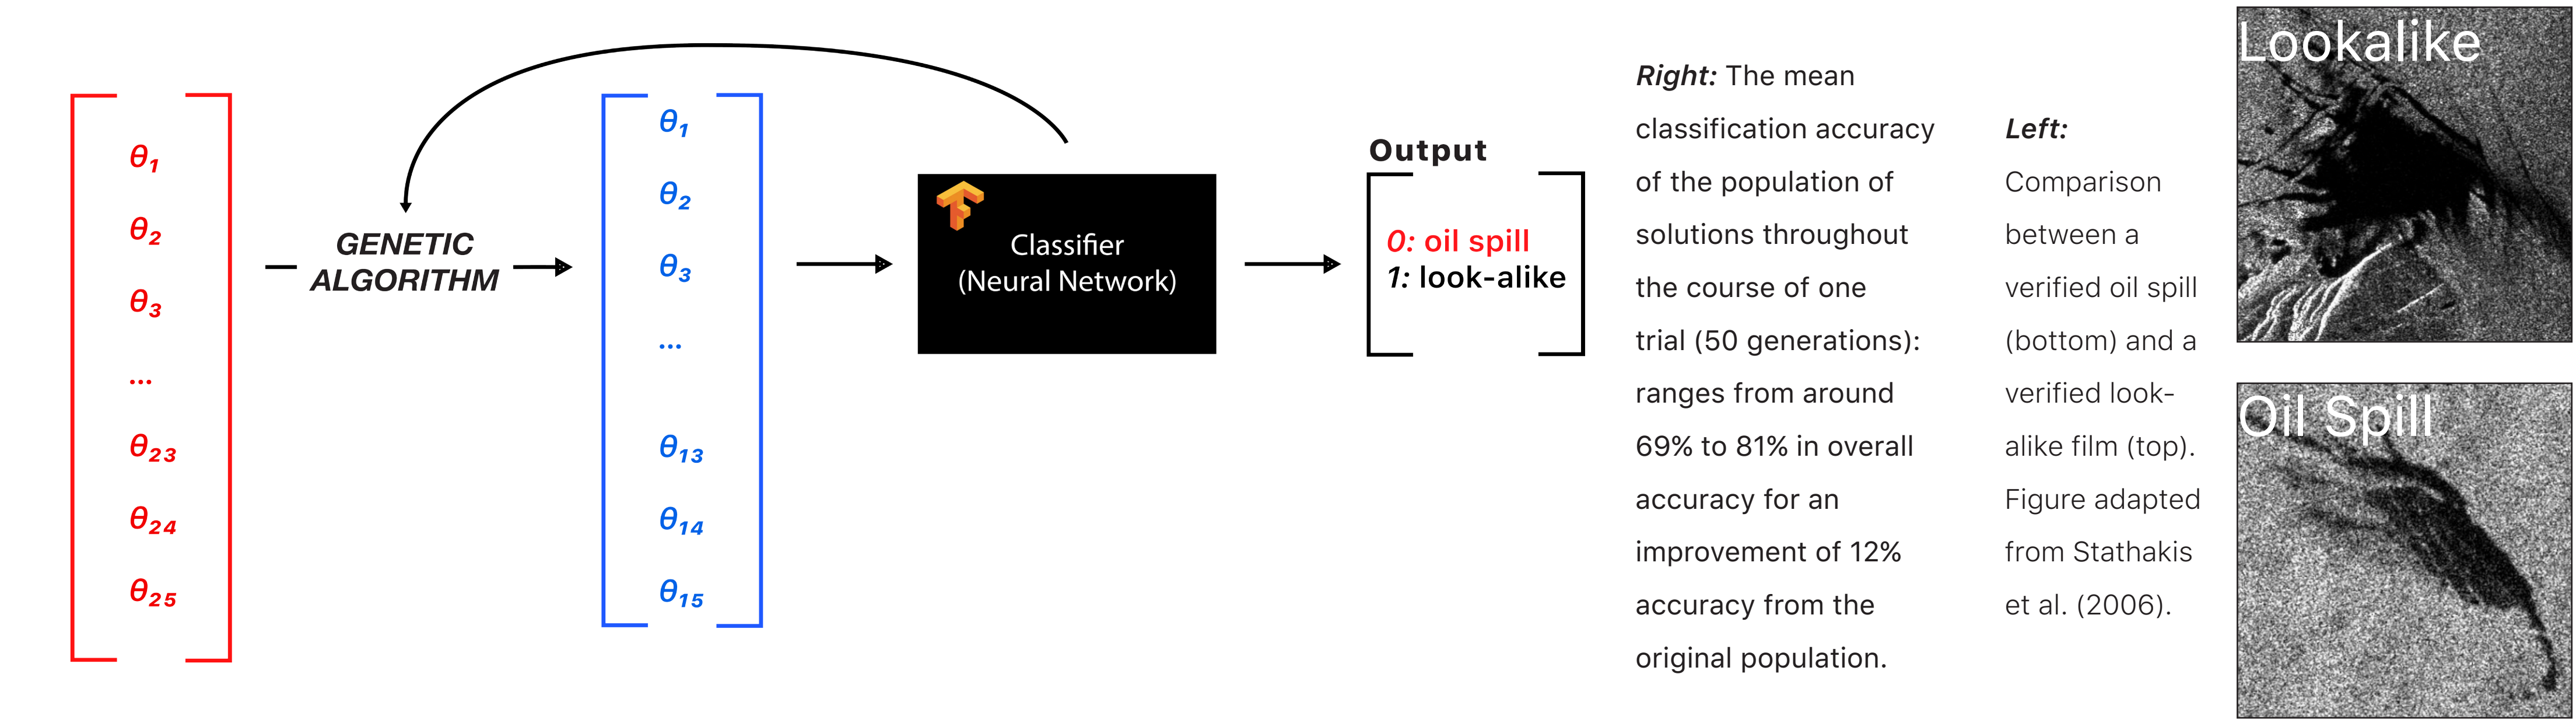 θ1
θ2
θ3
...
θ23
θ24
θ25
GENETIC
ALGORITHM
θ1
θ2
θ3
...
θ13
θ14
θ15
Classifier
(Neural Network)
Output
0: oil spill
1: look-alike
Right: The mean
classification accuracy
of the population of
solutions throughout
the course of one
trial (50 generations):
ranges from around
69% to 81% in overall
accuracy for an
improvement of 12%
accuracy from the
original population.
Left:
Comparison
between a
verified oil spill
(bottom) and a
verified look-
alike film (top).
Figure adapted
from Stathakis
et al. (2006).
Lookalike
Oil Spill